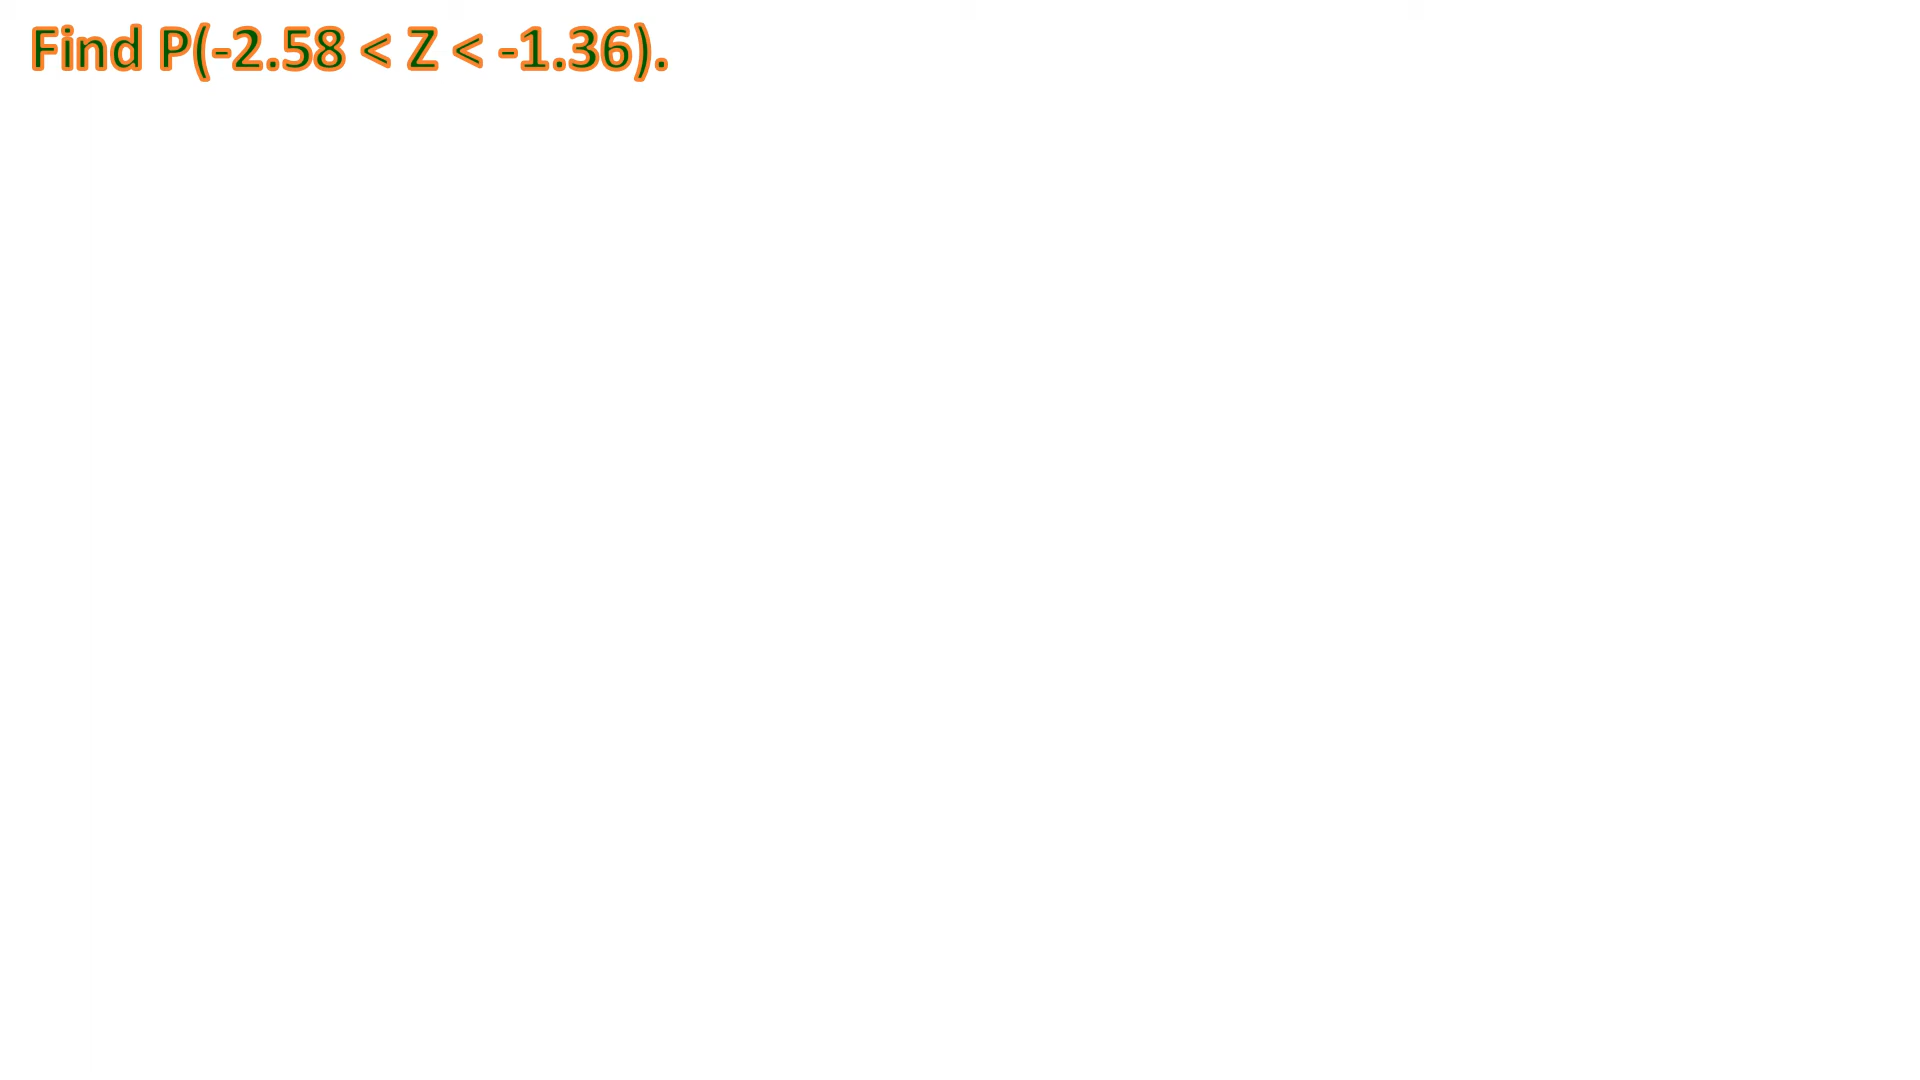 Find P(-2.58 < Z < -1.36).